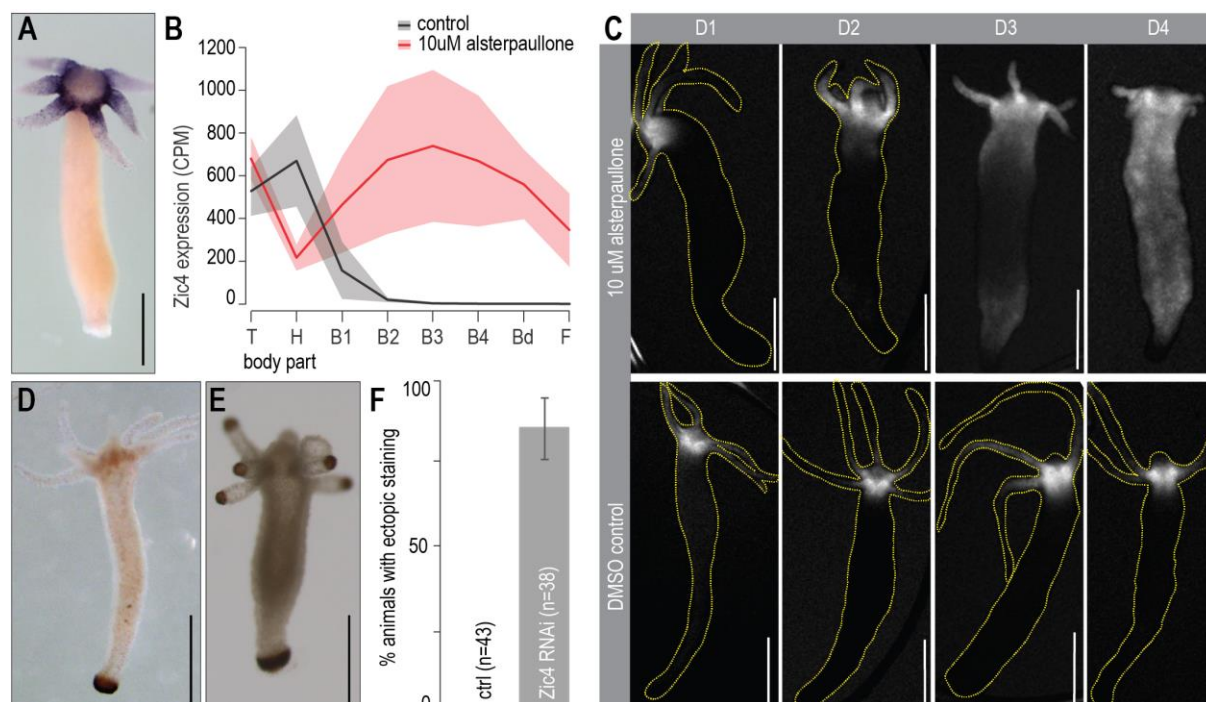 A
B
control
10uM alsterpaullone
1200
1000
800
600
400
200
0
Zic4 expression (CPM)
T H B1 B2 B3 B4 Bd F
body part
C
D1 D2 D3 D4
10 uM alsterpaullone
DMSO control
D
E
F
100
50
0
% animals with ectopic staining
ctrl (n=43)
Zic4 RNAi (n=38)